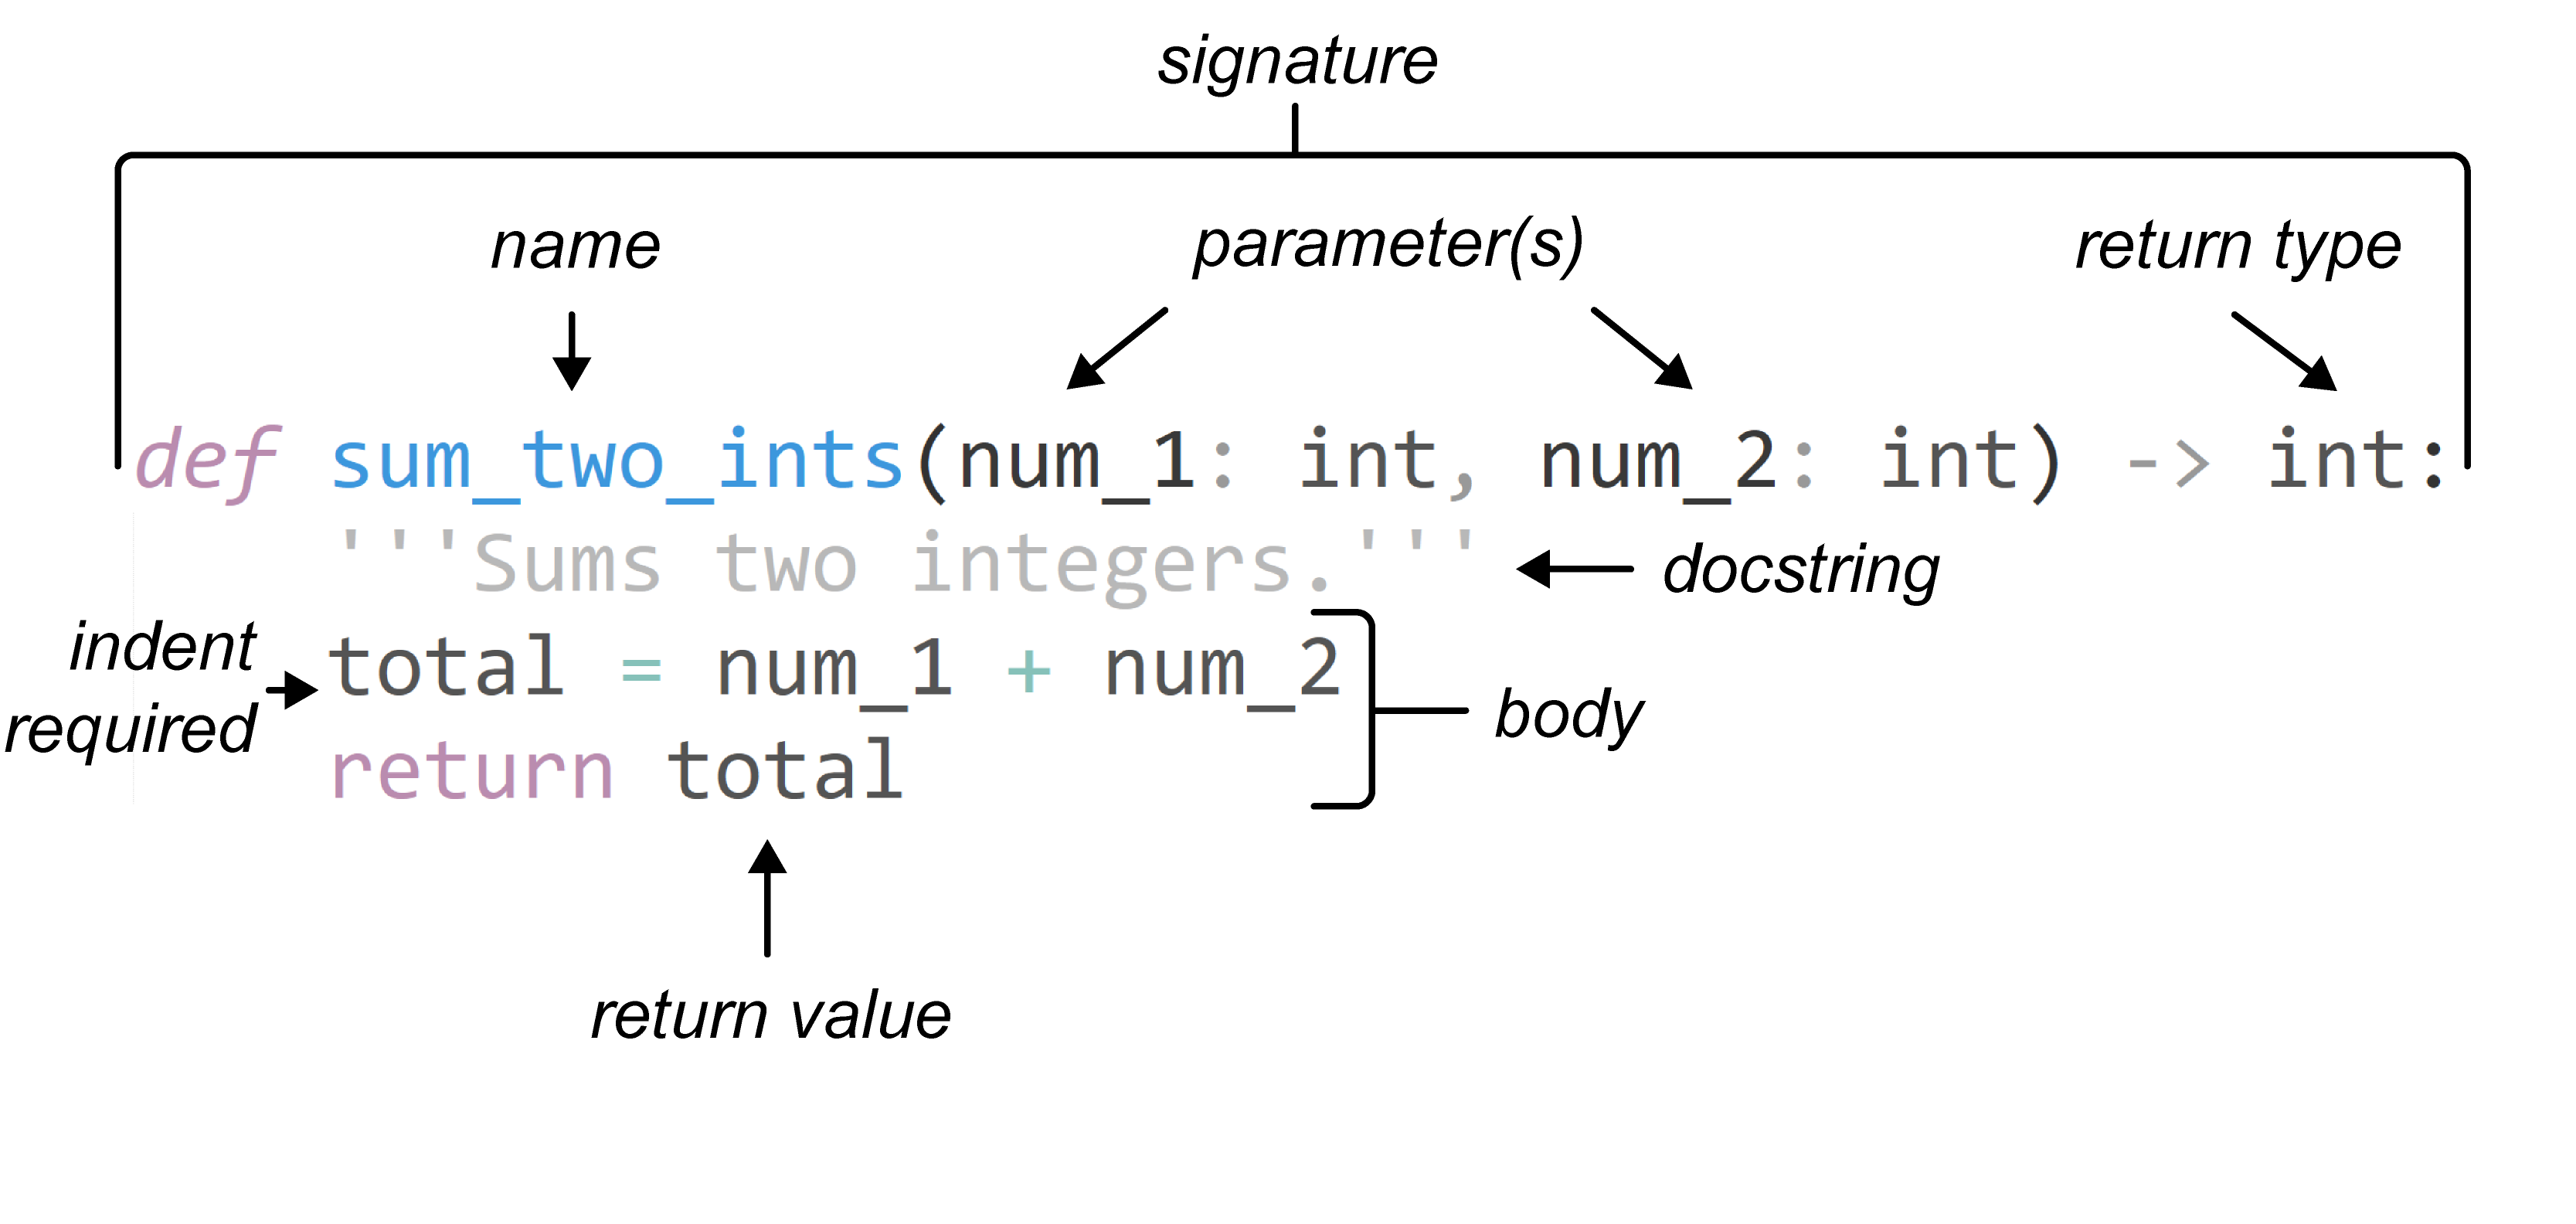 signature
name
parameter(s)
return type
def sum_two_ints(num_1: int, num_2: int) -> int:
'''Sums two integers.'''
docstring
indent
required
total = num_1 + num_2
body
return total
return value